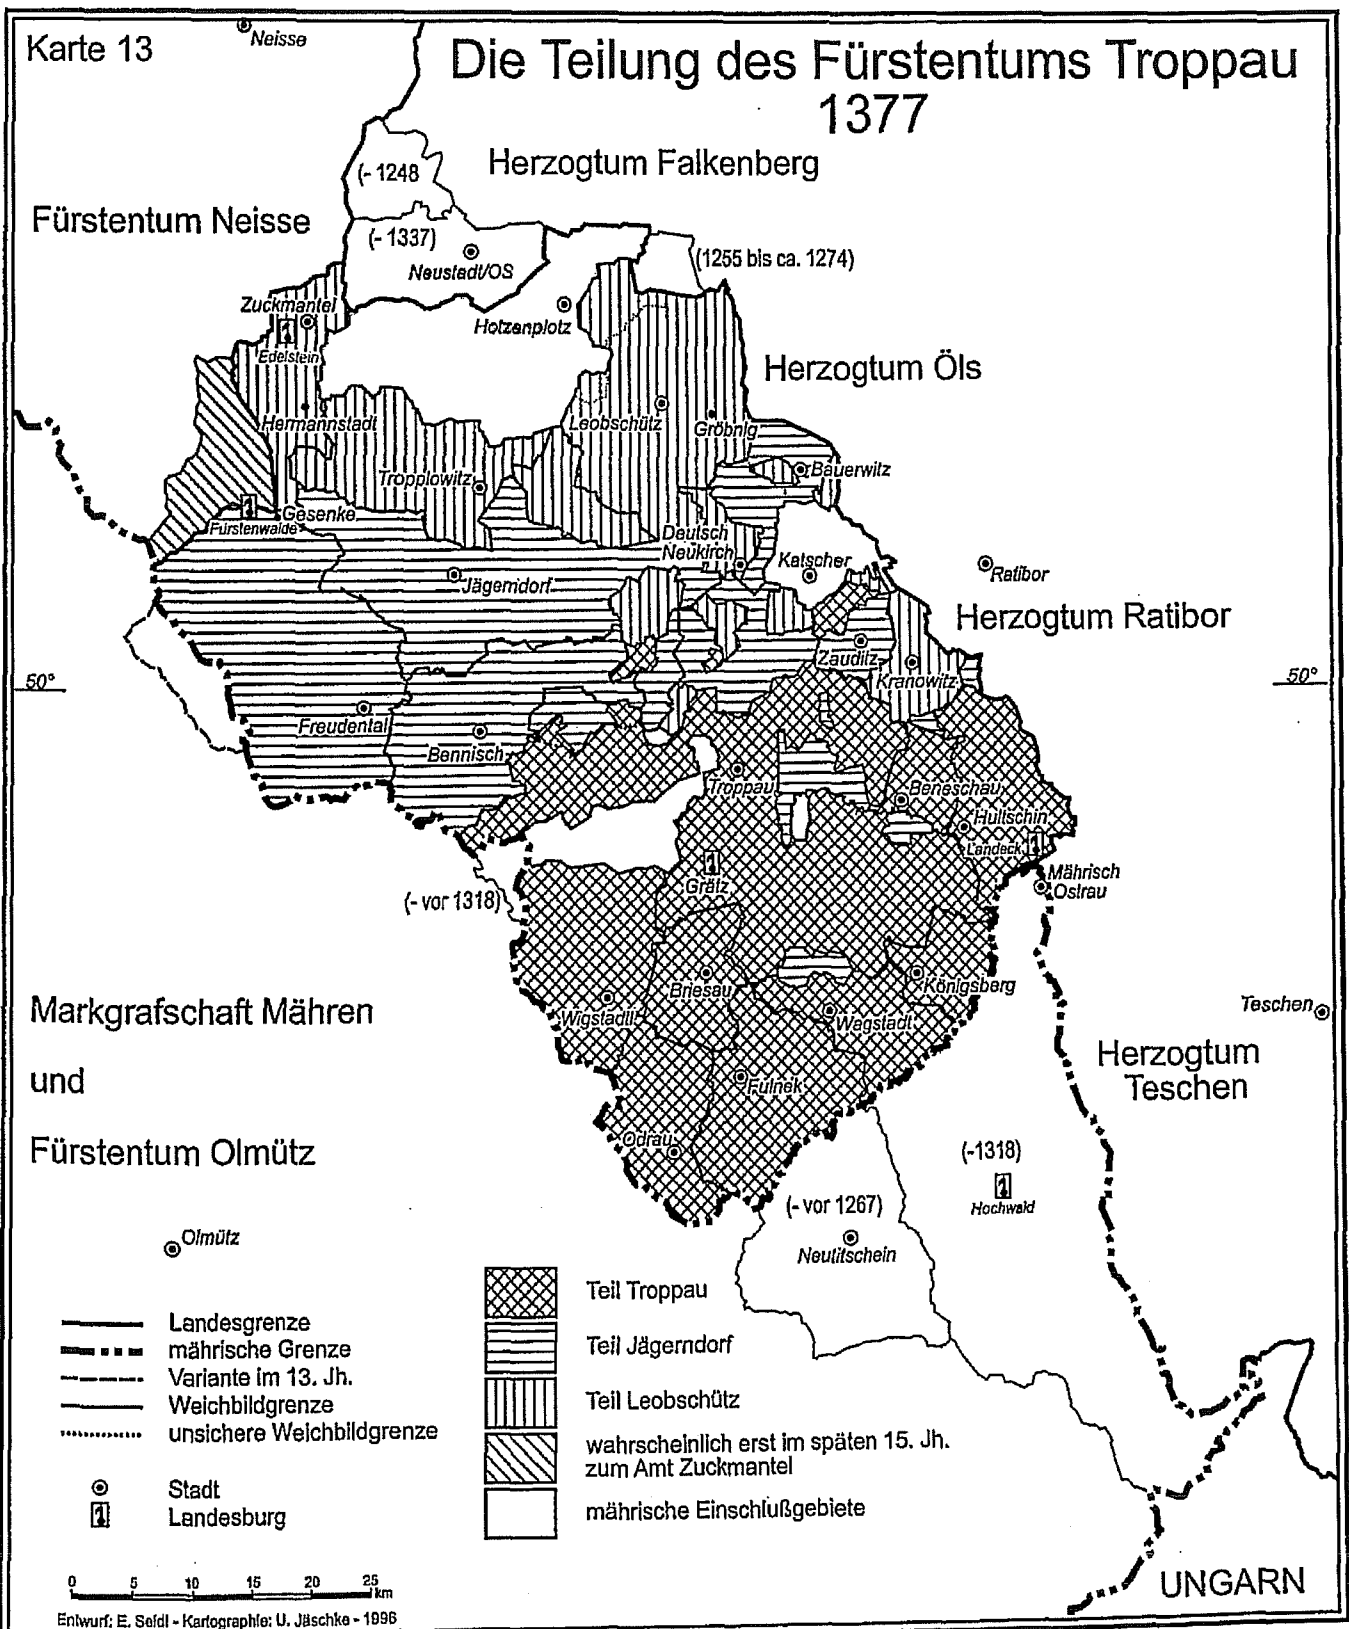 Karte 13
Neisse
Die Teilung des Fürstentums Troppau
1377
(- 1248
Herzogtum Falkenberg
Fürstentum Neisse
(- 1337)
Neustadt/OS
(1255 bis ca. 1274)
Zuckmantel
Hotzenplotz
Edelstein
Herzogtum Öls
Hermannstadt
Leobschütz
Gröbnig
Tropplowitz
Bauerwitz
Gesenke
Fürstenwalde
Deutsch
Neukirch
Katscher
Jägerndorf
Ratibor
Herzogtum Ratibor
Zauditz
Kranowitz
50°
50°
Freudental
Bennisch
Troppau
Beneschau
Hultschin
Landeck
Grätz
Mährisch
Ostrau
(- vor 1318)
Briesau
Königsberg
Wigstadtl
Wagstadt
Teschen
Markgrafschaft Mähren
und
Fürstentum Olmütz
Herzogtum
Teschen
Fulnek
Odrau
(-1318)
Hochwald
(- vor 1267)
Neutitschein
Olmütz
Landesgrenze
mährische Grenze
Variante im 13. Jh.
Weichbildgrenze
unsichere Weichbildgrenze
Stadt
Landesburg
Teil Troppau
Teil Jägerndorf
Teil Leobschütz
wahrscheinlich erst im späten 15. Jh.
zum Amt Zuckmantel
mährische Einschlußgebiete
UNGARN
0 5 10 15 20 25
km
Entwurf: E. Seidl - Kartographie: U. Jäschke - 1996